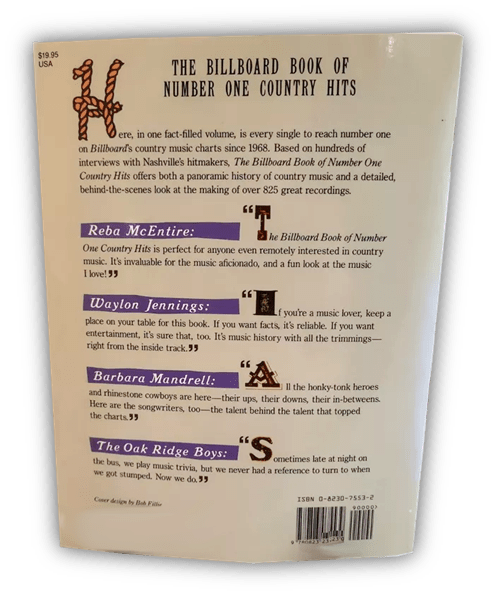 $19.95
USA
THE BILLBOARD BOOK OF
NUMBER ONE COUNTRY HITS
Here, in one fact-filled volume, is every single to reach number one
on Billboard's country music charts since 1968. Based on hundreds of
interviews with Nashville's hitmakers, The Billboard Book of Number One
Country Hits offers both a panoramic history of country music and a detailed,
behind-the-scenes look at the making of over 825 great recordings.
Reba McEntire: “The Billboard Book of Number
One Country Hits is perfect for anyone even remotely interested in country
music. It's invaluable for the music aficionado, and a fun look at the music
I love!”
Waylon Jennings: “If you're a music lover, keep a
place on your table for this book. If you want facts, it's reliable. If you want
entertainment, it's sure that, too. It's music history with all the trimmings—
right from the inside track.”
Barbara Mandrell: “All the honky-tonk heroes
and rhinestone cowboys are here—their ups, their downs, their in-betweens.
Here are the songwriters, too—the talent behind the talent that topped
the charts.”
The Oak Ridge Boys: “Sometimes late at night on
the bus, we play music trivia, but we never had a reference to turn to when
we got stumped. Now we do.”
Cover design by Bob Fillie
ISBN 0-8230-7553-2
90000>